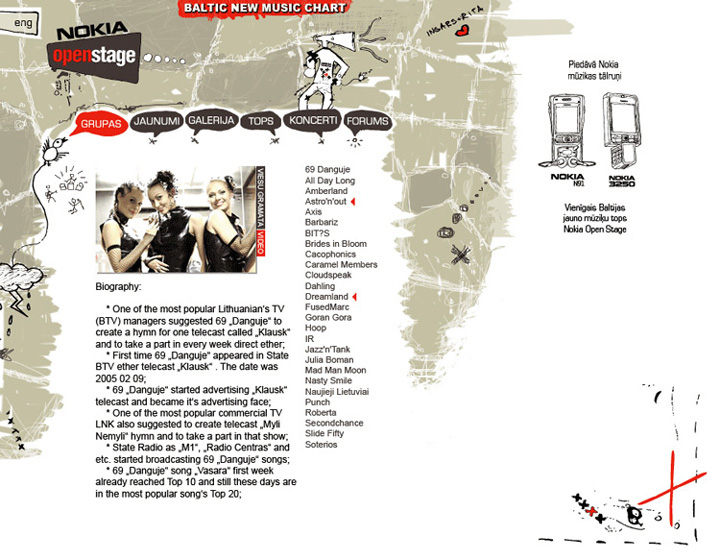 BALTIC NEW MUSIC CHART
eng
NOKIA
openstage
INGARS+RITA
GRUPAS
JAUNUMI
GALERIJA
TOPS
KONCERTI
FORUMS
VIESU GRAMATA
VIDEO
Biography:
* One of the most popular Lithuanian's TV
(BTV) managers suggested 69 „Danguje“ to
create a hymn for one telecast called „Klausk“
and to take a part in every week direct ether;
* First time 69 „Danguje“ appeared in State
BTV ether telecast „Klausk“ . The date was
2005 02 09;
* 69 „Danguje“ started advertising „Klausk“
telecast and became it's advertising face;
* One of the most popular commercial TV
LNK also suggested to create telecast „Myli
Nemyli“ hymn and to take a part in that show;
* State Radio as „M1“, „Radio Centras“ and
etc. started broadcasting 69 „Danguje“ songs;
* 69 „Danguje“ song „Vasara“ first week
already reached Top 10 and still these days are
in the most popular song's Top 20;
69 Danguje
All Day Long
Amberland
Astro'n'out
Axis
Barbariz
BIT?S
Brides in Bloom
Cacophonics
Caramel Members
Cloudspeak
Dahling
Dreamland
FusedMarc
Goran Gora
Hoop
IR
Jazz'n'Tank
Julia Boman
Mad Man Moon
Nasty Smile
Naujieji Lietuviai
Punch
Roberta
Secondchance
Slide Fifty
Soterios
Piedāvā Nokia
mūzikas tālruņi
NOKIA
N91
NOKIA
3250
Vienīgais Baltijas
jauno mūziķu tops
Nokia Open Stage